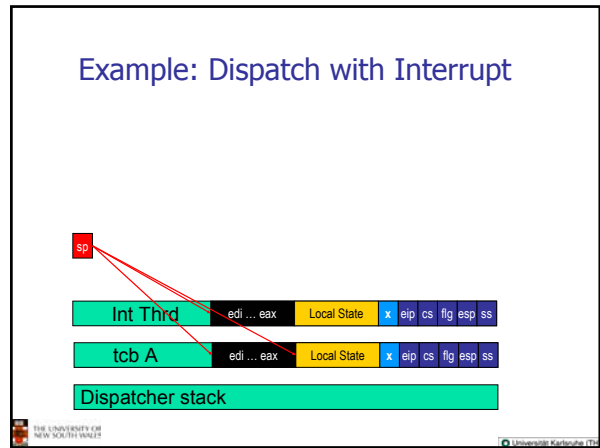 Example: Dispatch with Interrupt
sp
Int Thrd edi ... eax Local State x eip cs flg esp ss
tcb A edi ... eax Local State x eip cs flg esp ss
Dispatcher stack
THE UNIVERSITY OF
NEW SOUTH WALES
© Universität Karlsruhe (TH